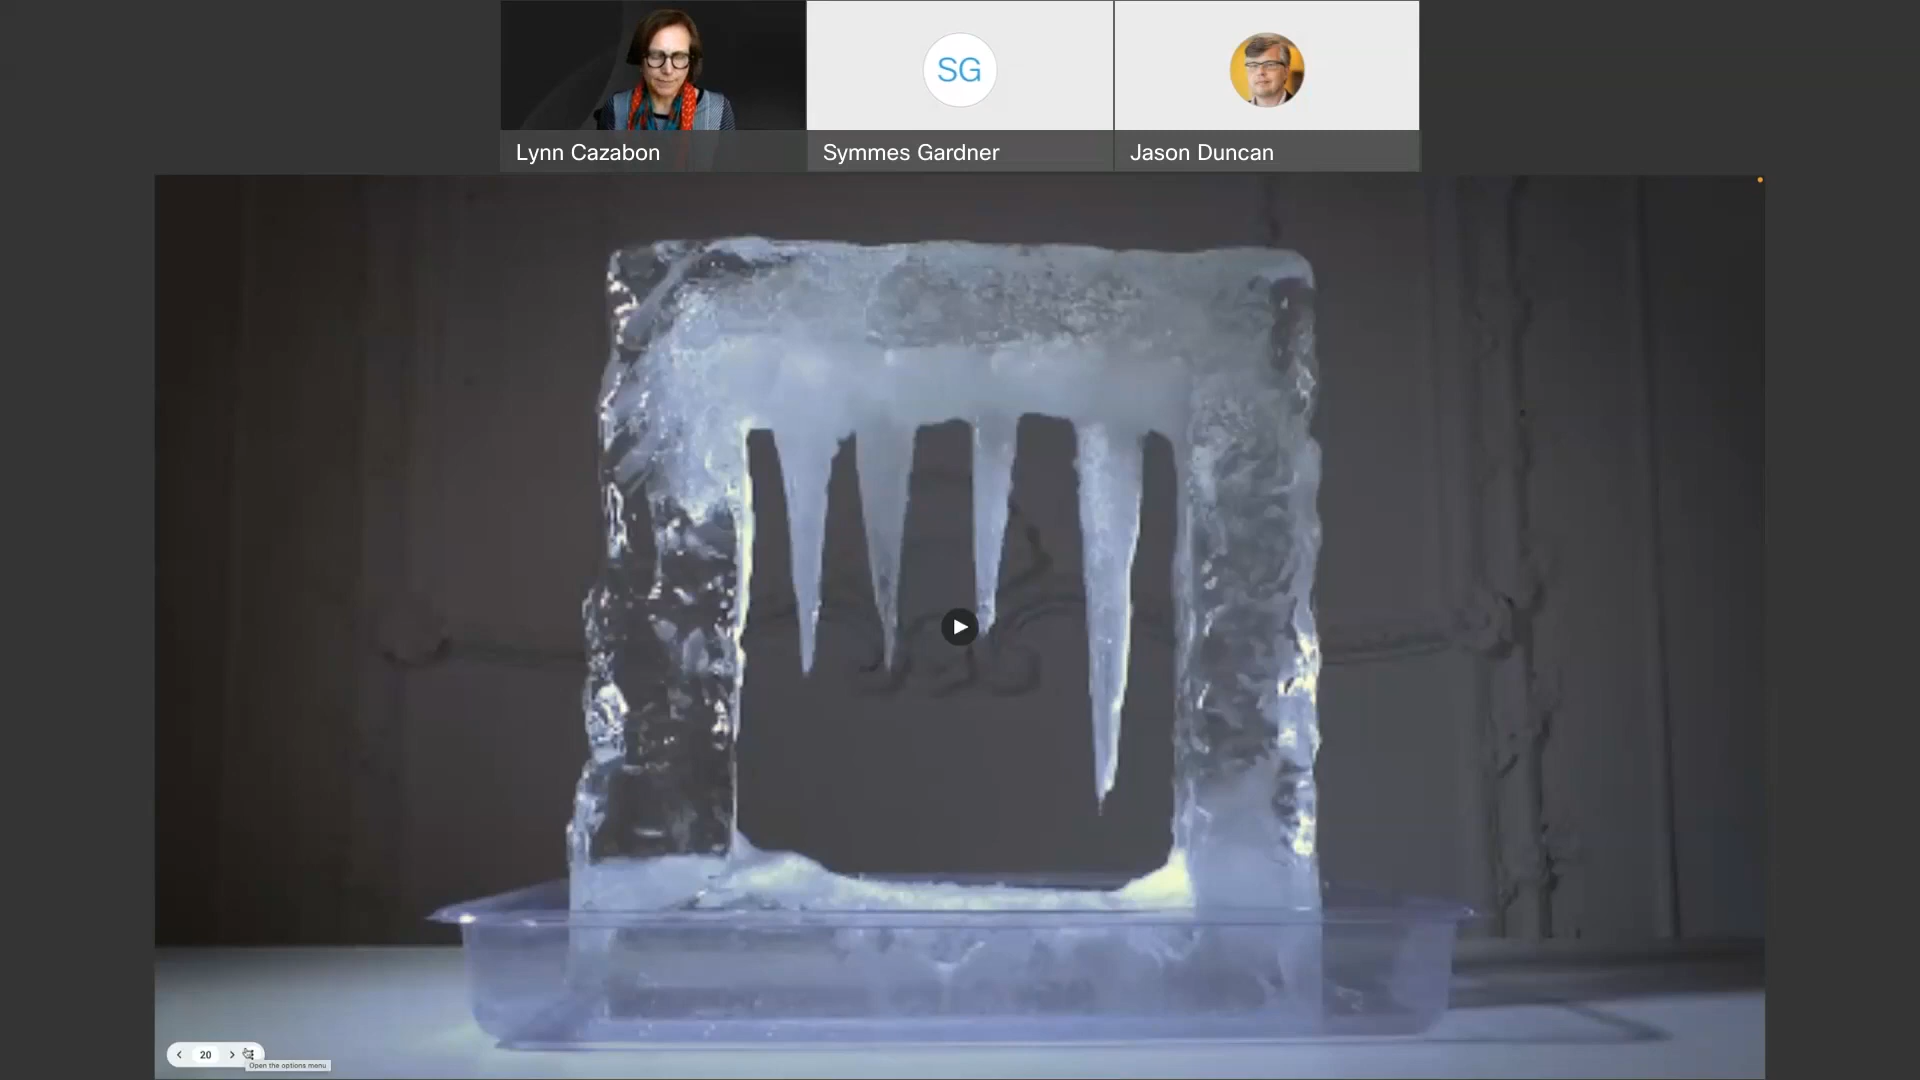 SG
Lynn Cazabon
Symmes Gardner
Jason Duncan
20
Open the options menu